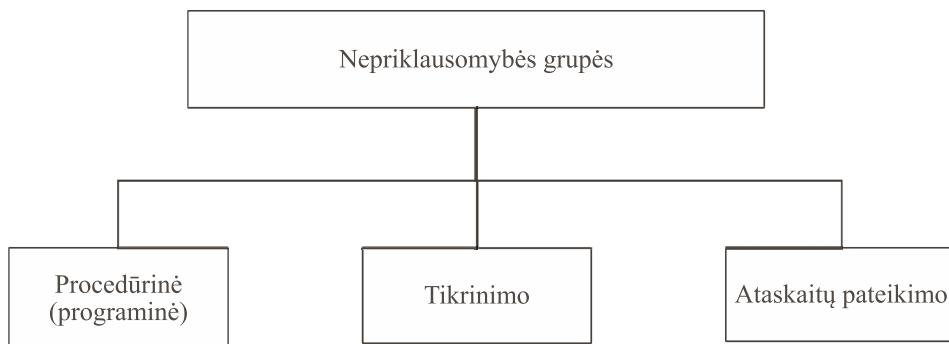 Nepriklausomybės grupės
Procedūrinė
(programinė)
Tikrinimo
Ataskaitų pateikimo